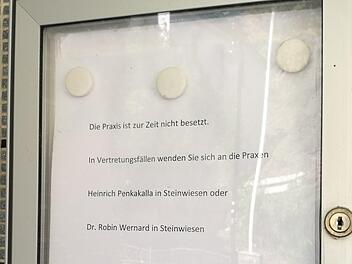 Die Praxis ist zur Zeit nicht besetzt.
In Vertretungsfällen wenden Sie sich an die Praxen
Heinrich Penkakalla in Steinwiesen oder
Dr. Robin Wernard in Steinwiesen